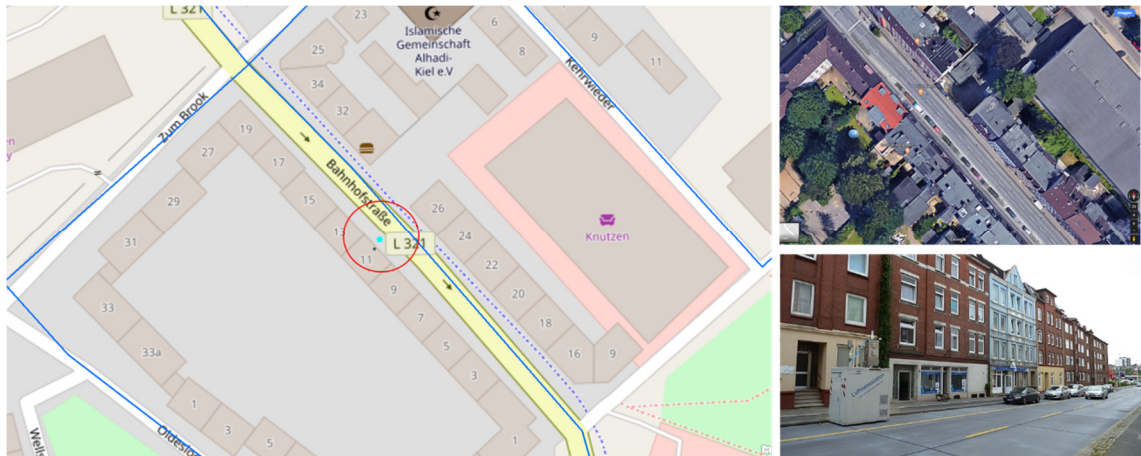 L 321
23
Islamische
Gemeinschaft
Alhadi-
Kiel e.V
6
8
9
11
25
34
32
Kehrwieder
Zum Brook
19
17
27
15
29
31
33
33a
Bahnhofstraße
L 321
13
11
9
7
5
3
1
26
24
22
20
18
16
9
Knutzen
1
3
5